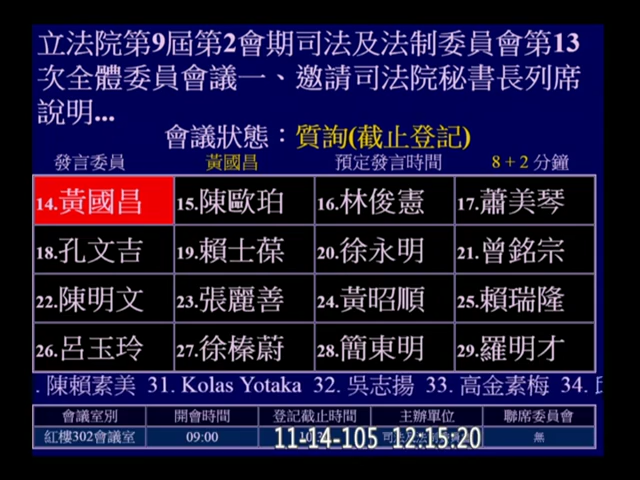 立法院第9屆第2會期司法及法制委員會第13
次全體委員會議一、邀請司法院秘書長列席
說明...
會議狀態：質詢(截止登記)
發言委員 黃國昌 預定發言時間 8 + 2 分鐘
14.黃國昌 15.陳歐珀 16.林俊憲 17.蕭美琴
18.孔文吉 19.賴士葆 20.徐永明 21.曾銘宗
22.陳明文 23.張麗善 24.黃昭順 25.賴瑞隆
26.呂玉玲 27.徐榛蔚 28.簡東明 29.羅明才
. 陳賴素美 31. Kolas Yotaka 32. 吳志揚 33. 高金素梅 34.
會議室別 開會時間 登記截止時間 主辦單位 聯席委員會
紅樓302會議室 09:00 無
11-14-105 12:15:20